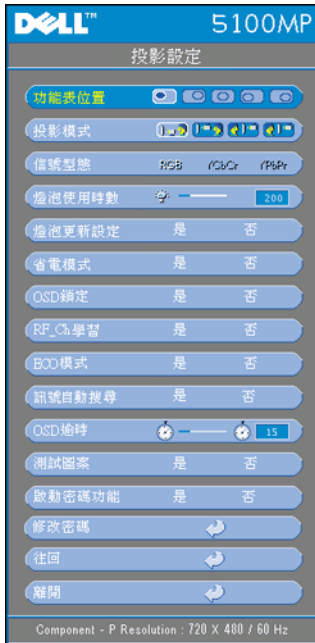 DELL™ 5100MP
投影設定
功能表位置
投影模式
信號型態 RGB YCbCr YPbPr
燈泡使用時數 200
燈泡更新設定 是 否
省電模式 是 否
OSD鎖定 是 否
RF_Ch學習 是 否
ECO模式 是 否
訊號自動搜尋 是 否
OSD逾時 15
測試圖案 是 否
啟動密碼功能 是 否
修改密碼
往回
離開
Component - P Resolution : 720 X 480 / 60 Hz